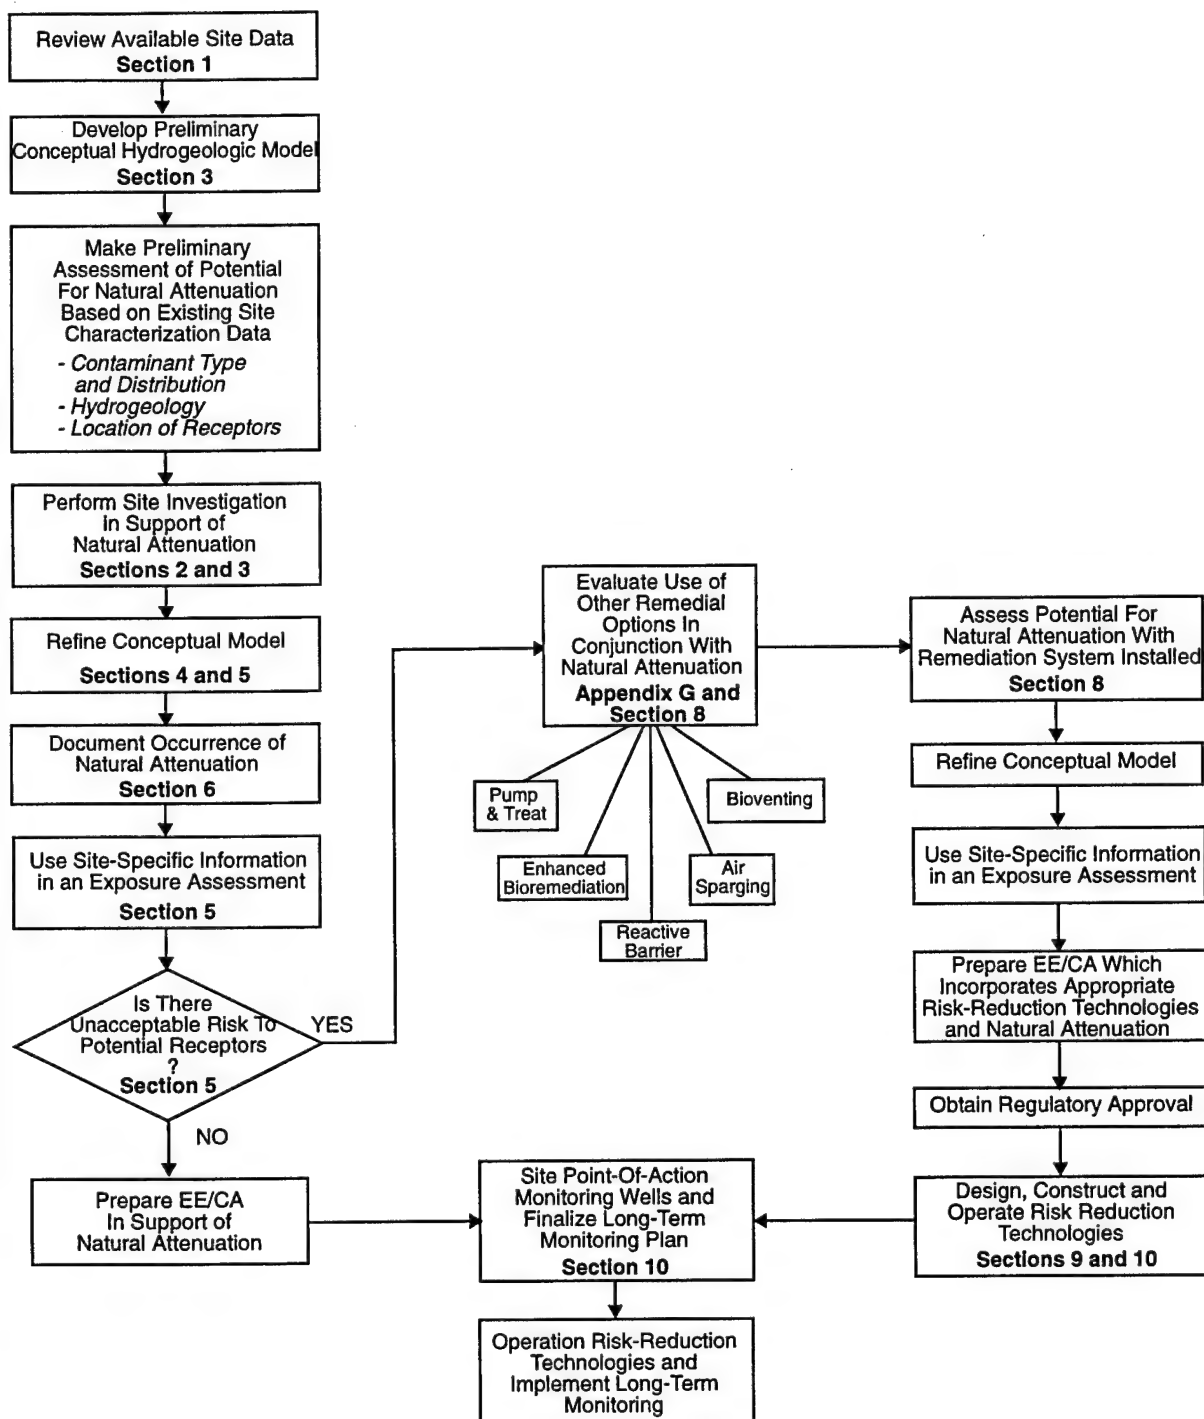 Review Available Site Data
Section 1
Develop Preliminary
Conceptual Hydrogeologic Model
Section 3
Make Preliminary
Assessment of Potential
For Natural Attenuation
Based on Existing Site
Characterization Data
- Contaminant Type
and Distribution
- Hydrogeology
- Location of Receptors
Perform Site Investigation
in Support of
Natural Attenuation
Sections 2 and 3
Refine Conceptual Model
Sections 4 and 5
Document Occurrence of
Natural Attenuation
Section 6
Use Site-Specific Information
in an Exposure Assessment
Section 5
Is There
Unacceptable Risk To
Potential Receptors
?
Section 5
YES
NO
Prepare EE/CA
In Support of
Natural Attenuation
Evaluate Use of
Other Remedial
Options In
Conjunction With
Natural Attenuation
Appendix G and
Section 8
Pump
& Treat
Bioventing
Enhanced
Bioremediation
Air
Sparging
Reactive
Barrier
Assess Potential For
Natural Attenuation With
Remediation System Installed
Section 8
Refine Conceptual Model
Use Site-Specific Information
in an Exposure Assessment
Prepare EE/CA Which
Incorporates Appropriate
Risk-Reduction Technologies
and Natural Attenuation
Obtain Regulatory Approval
Design, Construct and
Operate Risk Reduction
Technologies
Sections 9 and 10
Site Point-Of-Action
Monitoring Wells and
Finalize Long-Term
Monitoring Plan
Section 10
Operation Risk-Reduction
Technologies and
Implement Long-Term
Monitoring